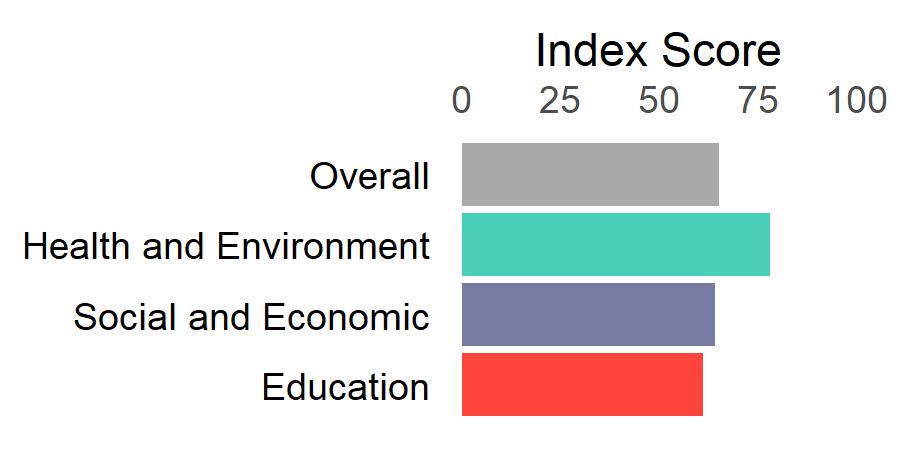 Index Score
0 25 50 75 100
Overall
Health and Environment
Social and Economic
Education